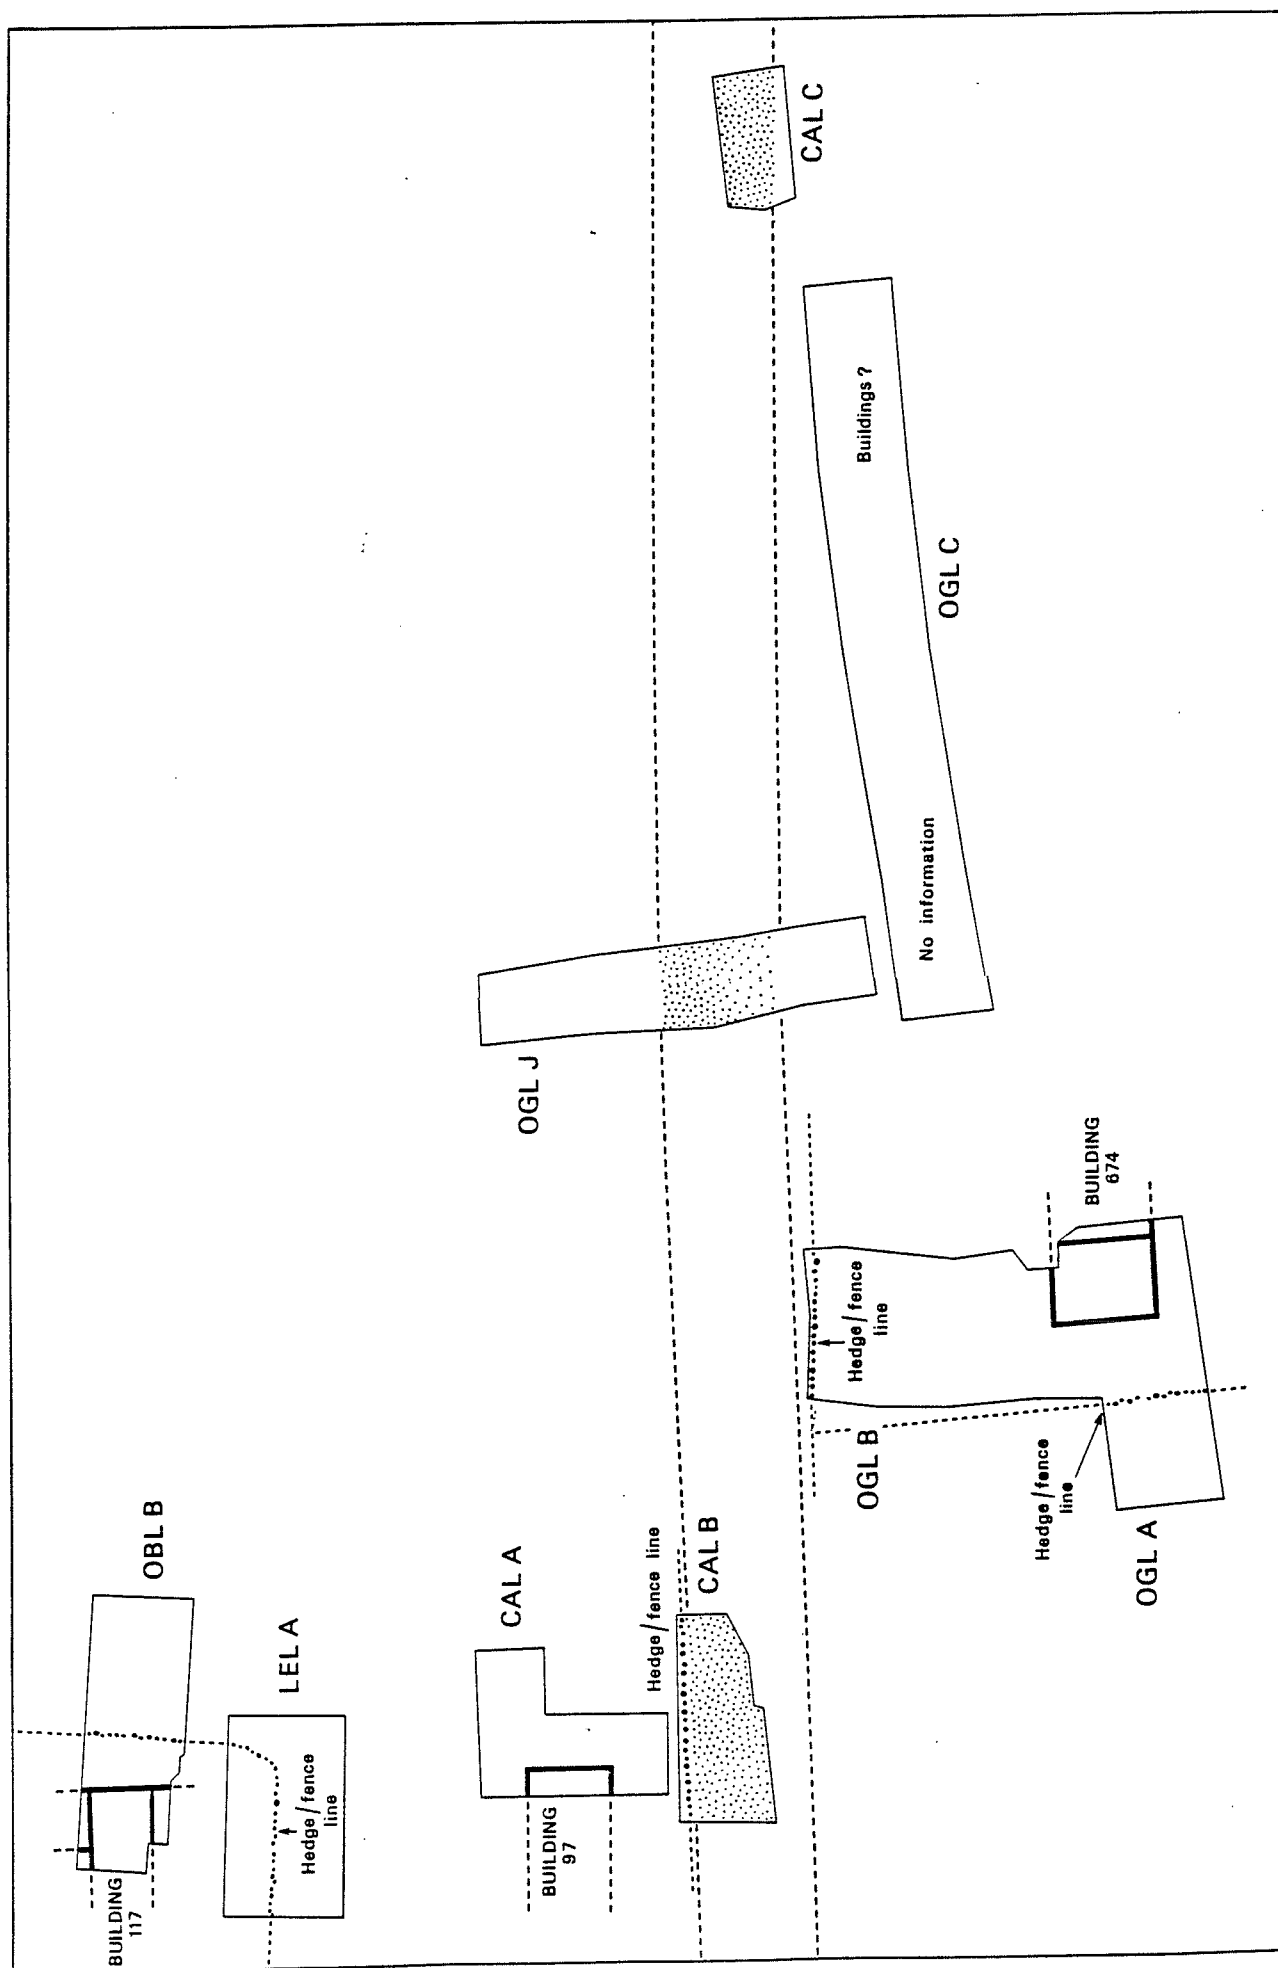 CAL C
Buildings ?
OGL C
No information
OGL J
BUILDING
674
Hedge/fence
line
OGL B
Hedge/fence
line
OGL A
OBL B
CAL A
Hedge/fence line
CAL B
LEL A
Hedge/fence
line
BUILDING
97
BUILDING
117